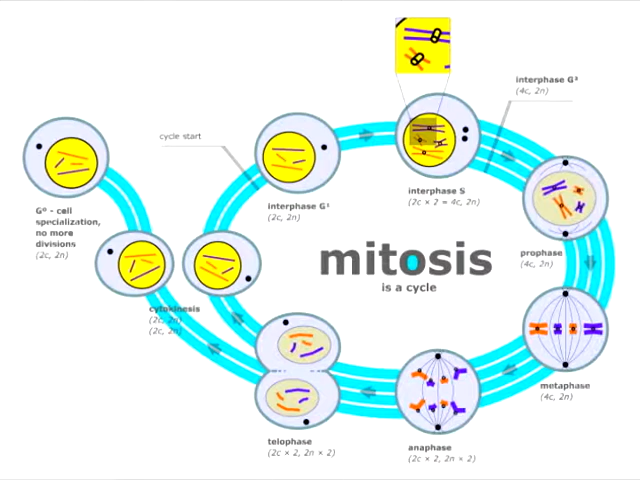 interphase G³
(4c, 2n)
cycle start
interphase G¹
(2c, 2n)
interphase S
(2c × 2 = 4c, 2n)
G⁰ - cell
specialization,
no more
divisions
(2c, 2n)
mitosis
is a cycle
prophase
(4c, 2n)
cytokinesis
(2c, 2n)
(2c, 2n)
metaphase
(4c, 2n)
telophase
(2c × 2, 2n × 2)
anaphase
(2c × 2, 2n × 2)